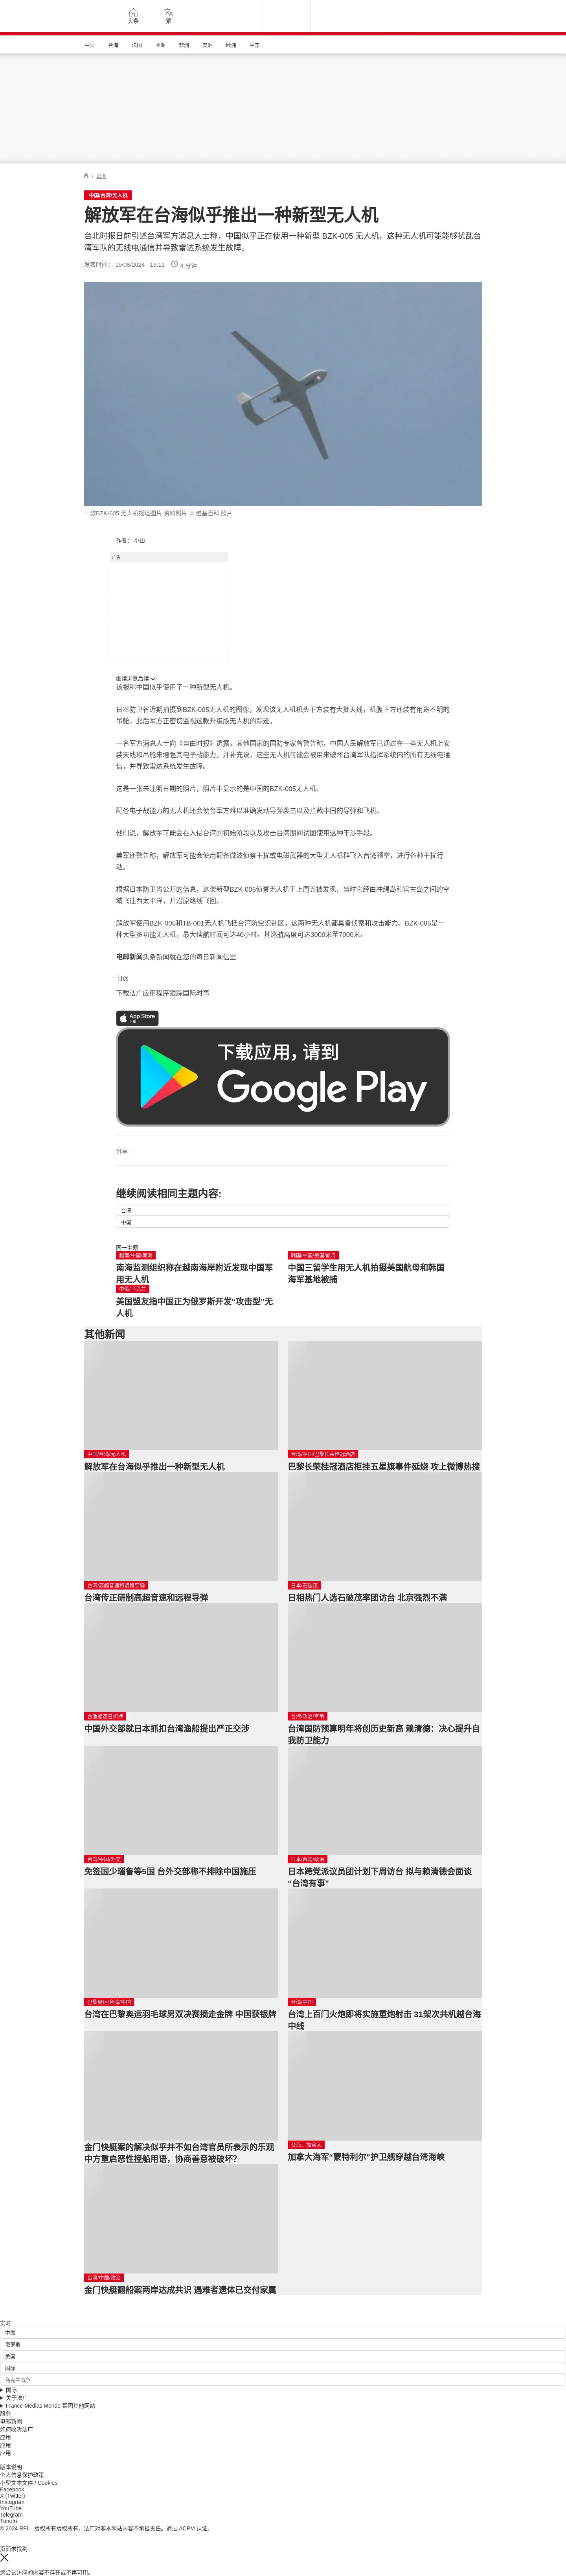 头条
繁
中国
台海
法国
亚洲
非洲
美洲
欧洲
中东
/ 台湾
中国/台湾/无人机
解放军在台海似乎推出一种新型无人机
台北时报日前引述台湾军方消息人士称，中国似乎正在使用一种新型 BZK-005 无人机，这种无人机可能能够扰乱台
湾军队的无线电通信并导致雷达系统发生故障。
发表时间： 15/08/2024 - 16:11
4 分钟
一款BZK-005 无人机报道图片 资料照片 © 维基百科 照片
作者： 小山
广告
继续浏览后续
该报称中国似乎使用了一种新型无人机。
日本防卫省近期拍摄到BZK-005无人机的图像，发现该无人机机头下方装有大批天线，机腹下方还装有用途不明的
吊舱，此后军方正密切监视这款升级版无人机的踪迹。
一名军方消息人士向《自由时报》透露，其他国家的国防专家曾警告称，中国人民解放军已通过在一些无人机上安
装天线和吊舱来增强其电子战能力，并补充说，这些无人机可能会被用来破坏台湾军队指挥系统内的所有无线电通
信，并导致雷达系统发生故障。
这是一张未注明日期的照片，照片中显示的是中国的BZK-005无人机。
配备电子战能力的无人机还会使台军方难以准确发动导弹袭击以及拦截中国的导弹和飞机。
他们说，解放军可能会在入侵台湾的初始阶段以及攻击台湾期间试图使用这种干涉手段。
美军还警告称，解放军可能会使用配备微波侦察干扰或电磁武器的大型无人机群飞入台湾领空，进行各种干扰行
动。
根据日本防卫省公开的信息，这架新型BZK-005侦察无人机于上周五被发现，当时它经由冲绳岛和宫古岛之间的空
域飞往西太平洋，并沿原路线飞回。
解放军使用BZK-005和TB-001无人机飞抵台湾防空识别区，这两种无人机都具备侦察和攻击能力。BZK-005是一
种大型多功能无人机，最大续航时间可达40小时。其巡航高度可达3000米至7000米。
电邮新闻头条新闻就在您的每日新闻信里
订阅
下载法广应用程序跟踪国际时事
App Store
下载
下载应用，请到
Google Play
分享 :
继续阅读相同主题内容:
台湾
中国
同一主题
越南/中国/南海
南海监测组织称在越南海岸附近发现中国军
用无人机
韩国/中国/美国/航母
中国三留学生用无人机拍摄美国航母和韩国
海军基地被捕
中俄/乌克兰
美国盟友指中国正为俄罗斯开发“攻击型”无
人机
其他新闻
中国/台湾/无人机
解放军在台海似乎推出一种新型无人机
台湾/中国/巴黎长荣桂冠酒店
巴黎长荣桂冠酒店拒挂五星旗事件延烧 攻上微博热搜
台湾/高超音速和远程导弹
台湾传正研制高超音速和远程导弹
日本/石破茂
日相热门人选石破茂率团访台 北京强烈不满
台渔船遭日扣押
中国外交部就日本抓扣台湾渔船提出严正交涉
台湾/政治/军事
台湾国防预算明年将创历史新高 赖清德：决心提升自
我防卫能力
台湾/中国/外交
免签国少瑙鲁等5国 台外交部称不排除中国施压
日本/台湾/政治
日本跨党派议员团计划下周访台 拟与赖清德会面谈
“台湾有事”
巴黎奥运/台湾/中国
台湾在巴黎奥运羽毛球男双决赛摘走金牌 中国获银牌
台湾/中国
台湾上百门火炮即将实施重炮射击 31架次共机越台海
中线
金门快艇案的解决似乎并不如台湾官员所表示的乐观
中方重启恶性撞船用语，协商善意被破坏？
台海，加拿大
加拿大海军“蒙特利尔”护卫舰穿越台湾海峡
台湾/中国/政治
金门快艇翻船案两岸达成共识 遇难者遗体已交付家属
实时
中国
俄罗斯
美国
国际
乌克兰战争
国际
关于法广
France Médias Monde 集团其他网站
服务
电邮新闻
如何收听法广
应用
应用
应用
版本说明
个人信息保护政策
小型文本文件 / Cookies
Facebook
X (Twitter)
Instagram
YouTube
Telegram
TuneIn
© 2024 RFI – 版权所有版权所有。法广对非本网站内容不承担责任。通过 ACPM 认证。
页面未找到
您尝试访问的内容不存在或不再可用。